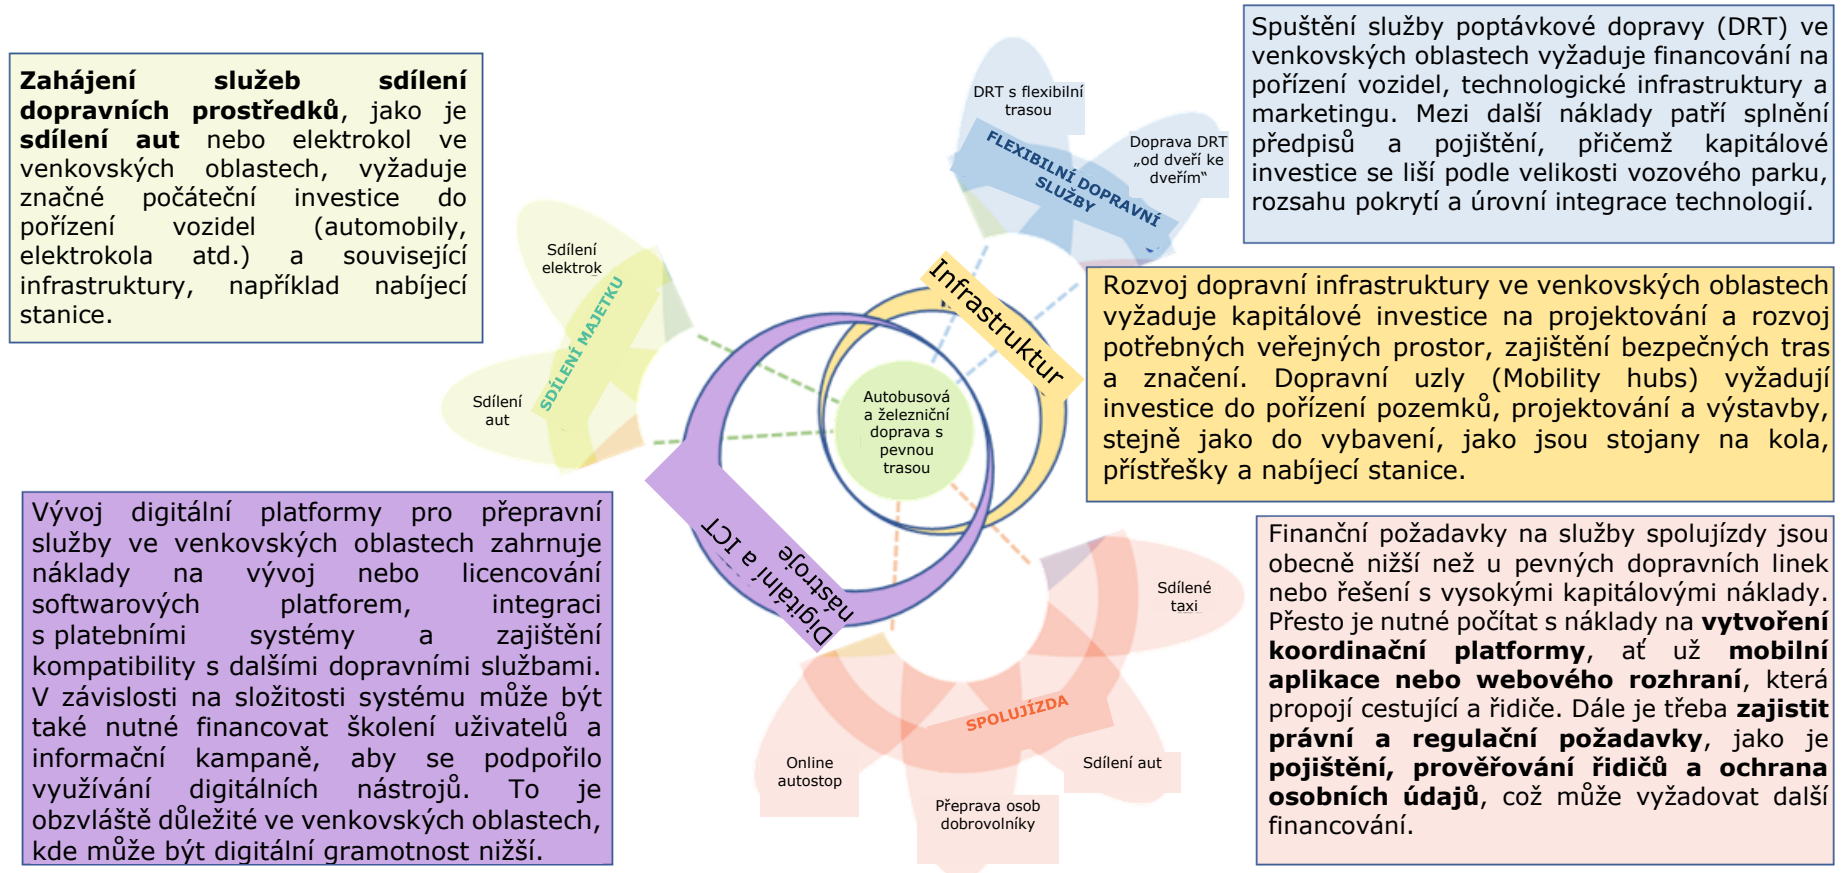 Zahájení služeb sdílení
dopravních prostředků, jako je
sdílení aut nebo elektrokol ve
venkovských oblastech, vyžaduje
značné počáteční investice do
pořízení vozidel (automobily,
elektrokola atd.) a související
infrastruktury, například nabíjecí
stanice.
Spuštění služby poptávkové dopravy (DRT) ve
venkovských oblastech vyžaduje financování na
pořízení vozidel, technologické infrastruktury a
marketingu. Mezi další náklady patří splnění
předpisů a pojištění, přičemž kapitálové
investice se liší podle velikosti vozového parku,
rozsahu pokrytí a úrovní integrace technologií.
DRT s flexibilní
trasou
Doprava DRT
„od dveří ke
dveřím“
FLEXIBILNÍ DOPRAVNÍ
SLUŽBY
Sdílení
elektrok
SDÍLENÍ MAJETKU
Sdílení
aut
Infrastruktur
Rozvoj dopravní infrastruktury ve venkovských oblastech
vyžaduje kapitálové investice na projektování a rozvoj
potřebných veřejných prostor, zajištění bezpečných tras
a značení. Dopravní uzly (Mobility hubs) vyžadují
investice do pořízení pozemků, projektování a výstavby,
stejně jako do vybavení, jako jsou stojany na kola,
přístřešky a nabíjecí stanice.
Autobusová
a železniční
doprava s
pevnou
trasou
Digitální a ICT
nástroje
Vývoj digitální platformy pro přepravní
služby ve venkovských oblastech zahrnuje
náklady na vývoj nebo licencování
softwarových platforem, integraci
s platebními systémy a zajištění
kompatibility s dalšími dopravními službami.
V závislosti na složitosti systému může být
také nutné financovat školení uživatelů a
informační kampaně, aby se podpořilo
využívání digitálních nástrojů. To je
obzvláště důležité ve venkovských oblastech,
kde může být digitální gramotnost nižší.
Finanční požadavky na služby spolujízdy jsou
obecně nižší než u pevných dopravních linek
nebo řešení s vysokými kapitálovými náklady.
Přesto je nutné počítat s náklady na vytvoření
koordinační platformy, ať už mobilní
aplikace nebo webového rozhraní, která
propojí cestující a řidiče. Dále je třeba zajistit
právní a regulační požadavky, jako je
pojištění, prověřování řidičů a ochrana
osobních údajů, což může vyžadovat další
financování.
Sdílené
taxi
SPOLUJÍZDA
Online
autostop
Sdílení aut
Přeprava osob
dobrovolníky